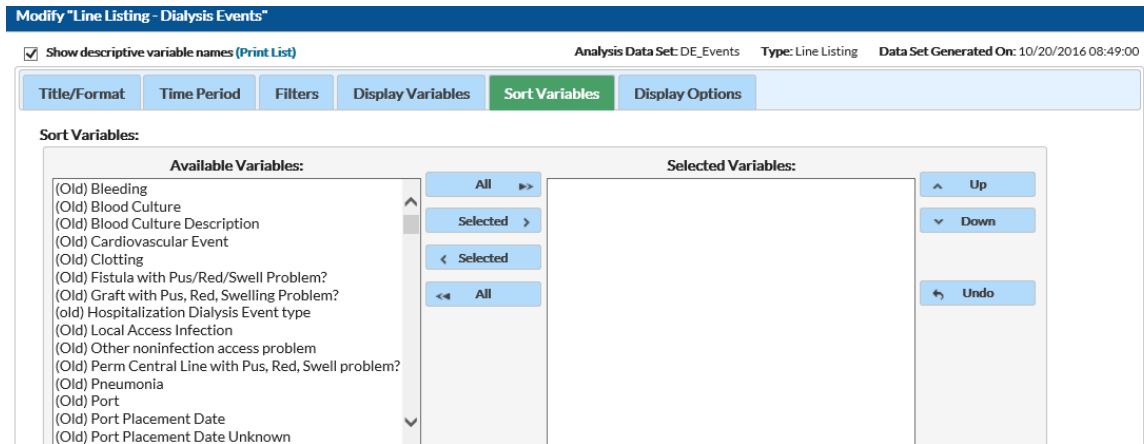 Modify "Line Listing - Dialysis Events"
Show descriptive variable names (Print List) Analysis Data Set: DE_Events Type: Line Listing Data Set Generated On: 10/20/2016 08:49:00
Title/Format Time Period Filters Display Variables Sort Variables Display Options
Sort Variables:
Available Variables: Selected Variables:
(Old) Bleeding
(Old) Blood Culture
(Old) Blood Culture Description
(Old) Cardiovascular Event
(Old) Clotting
(Old) Fistula with Pus/Red/Swell Problem?
(Old) Graft with Pus, Red, Swelling Problem?
(old) Hospitalization Dialysis Event type
(Old) Local Access Infection
(Old) Other noninfection access problem
(Old) Perm Central Line with Pus, Red, Swell problem?
(Old) Pneumonia
(Old) Port
(Old) Port Placement Date
(Old) Port Placement Date Unknown
All
Selected
Selected
All
Up
Down
Undo